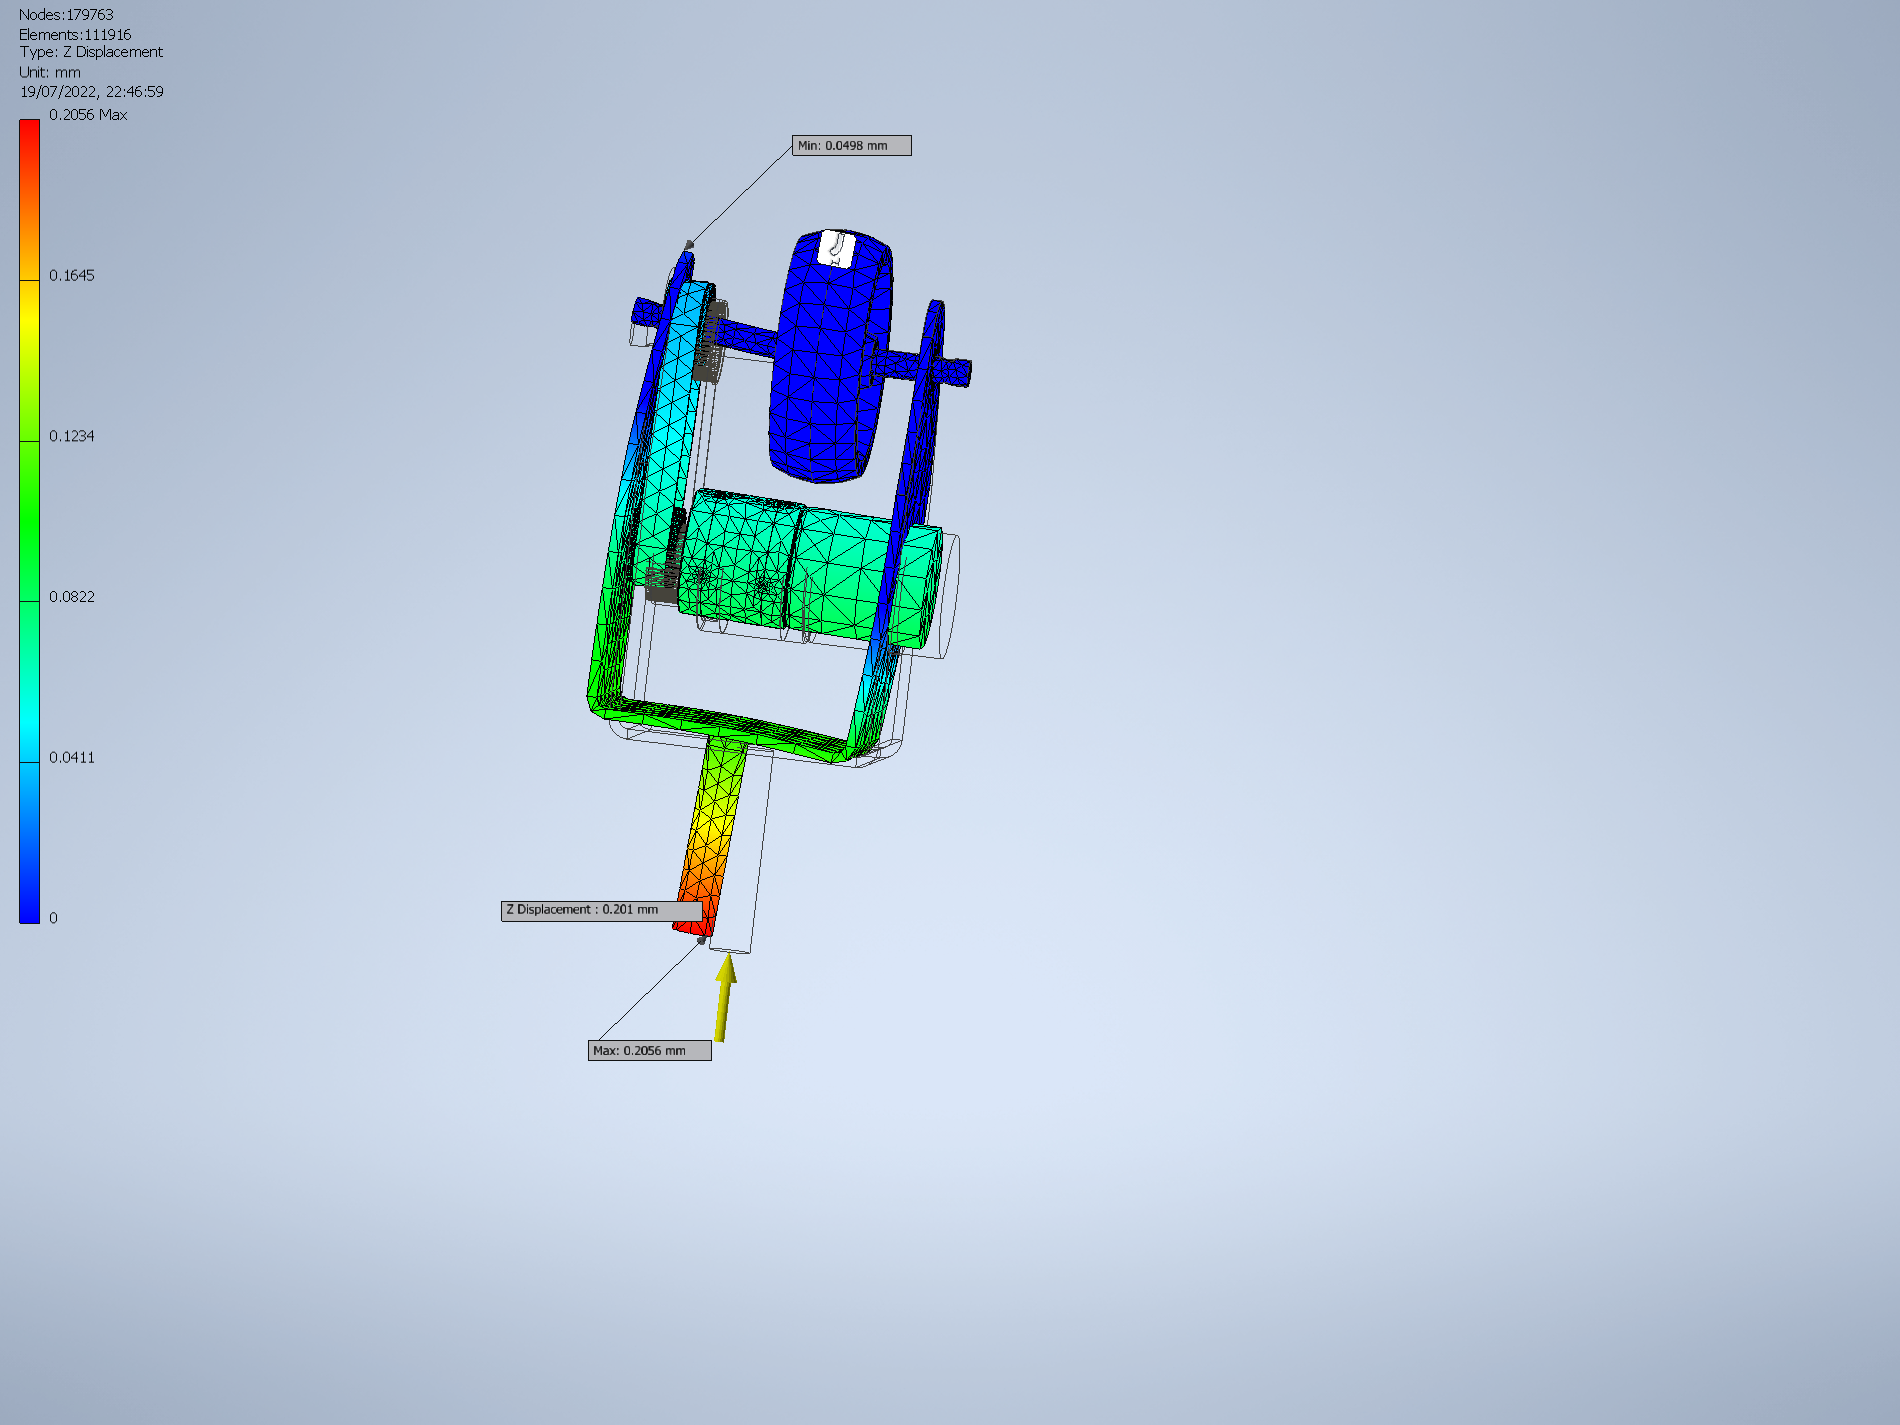 Nodes:179763
Elements:111916
Type: Z Displacement
Unit: mm
19/07/2022, 22:46:59
0.2056 Max
0.1645
0.1234
0.0822
0.0411
0
Min: 0.0498 mm
Z Displacement : 0.201 mm
Max: 0.2056 mm